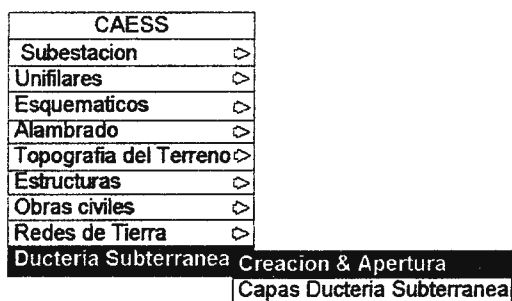 CAESS
Subestacion
Unifilares
Esquematicos
Alambrado
Topografia del Terreno
Estructuras
Obras civiles
Redes de Tierra
Ducteria Subterranea
Creacion & Apertura
Capas Ducteria Subterranea